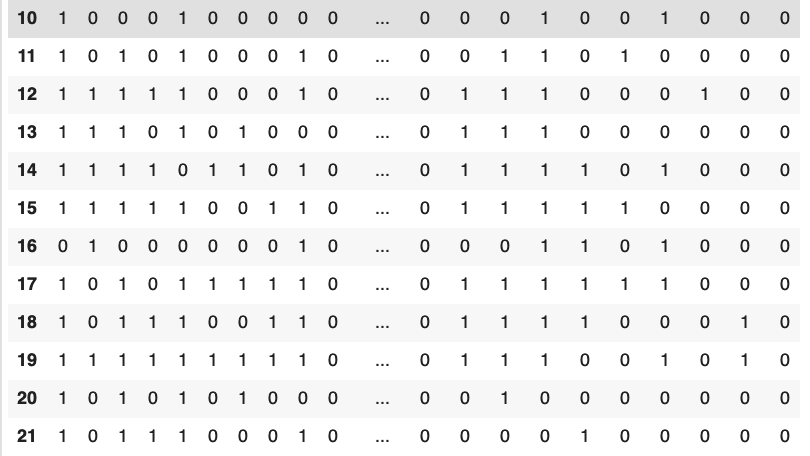 10 1 0 0 0 1 0 0 0 0 0 ... 0 0 0 1 0 0 1 0 0 0
11 1 0 1 0 1 0 0 0 1 0 ... 0 0 1 1 0 1 0 0 0 0
12 1 1 1 1 1 0 0 0 1 0 ... 0 1 1 1 0 0 0 1 0 0
13 1 1 1 0 1 0 1 0 0 0 ... 0 1 1 1 0 0 0 0 0 0
14 1 1 1 1 0 1 1 0 1 0 ... 0 1 1 1 1 0 1 0 0 0
15 1 1 1 1 1 0 0 1 1 0 ... 0 1 1 1 1 1 0 0 0 0
16 0 1 0 0 0 0 0 0 1 0 ... 0 0 0 1 1 0 1 0 0 0
17 1 0 1 0 1 1 1 1 1 0 ... 0 1 1 1 1 1 1 0 0 0
18 1 0 1 1 1 0 0 1 1 0 ... 0 1 1 1 1 0 0 0 1 0
19 1 1 1 1 1 1 1 1 1 0 ... 0 1 1 1 0 0 1 0 1 0
20 1 0 1 0 1 0 1 0 0 0 ... 0 0 1 0 0 0 0 0 0 0
21 1 0 1 1 1 0 0 0 1 0 ... 0 0 0 0 1 0 0 0 0 0